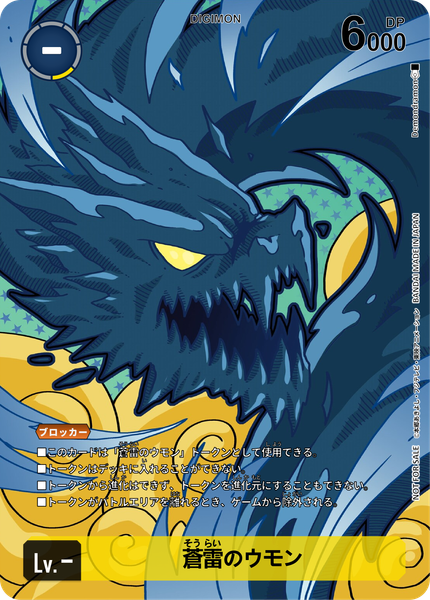 DIGIMON
-
DP
6000
Demondramon
BANDAI MADE IN JAPAN
NOT FOR SALE
ブロッカー
■このカードは「蒼雷のウモン」トークンとして使用できる。
■トークンはデッキに入れることができない。
■トークンから進化はできず、トークンを進化元にすることもできない。
■トークンがバトルエリアを離れるとき、ゲームから除外される。
Lv.-
そうらい
蒼雷のウモン